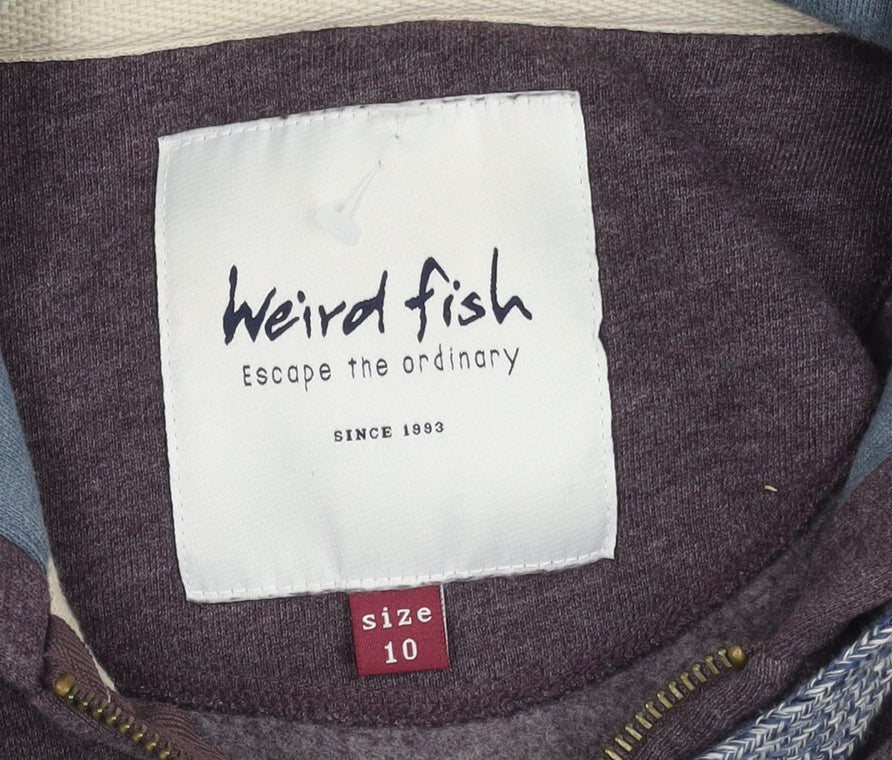 Weird fish
Escape the ordinary
SINCE 1993
size
10